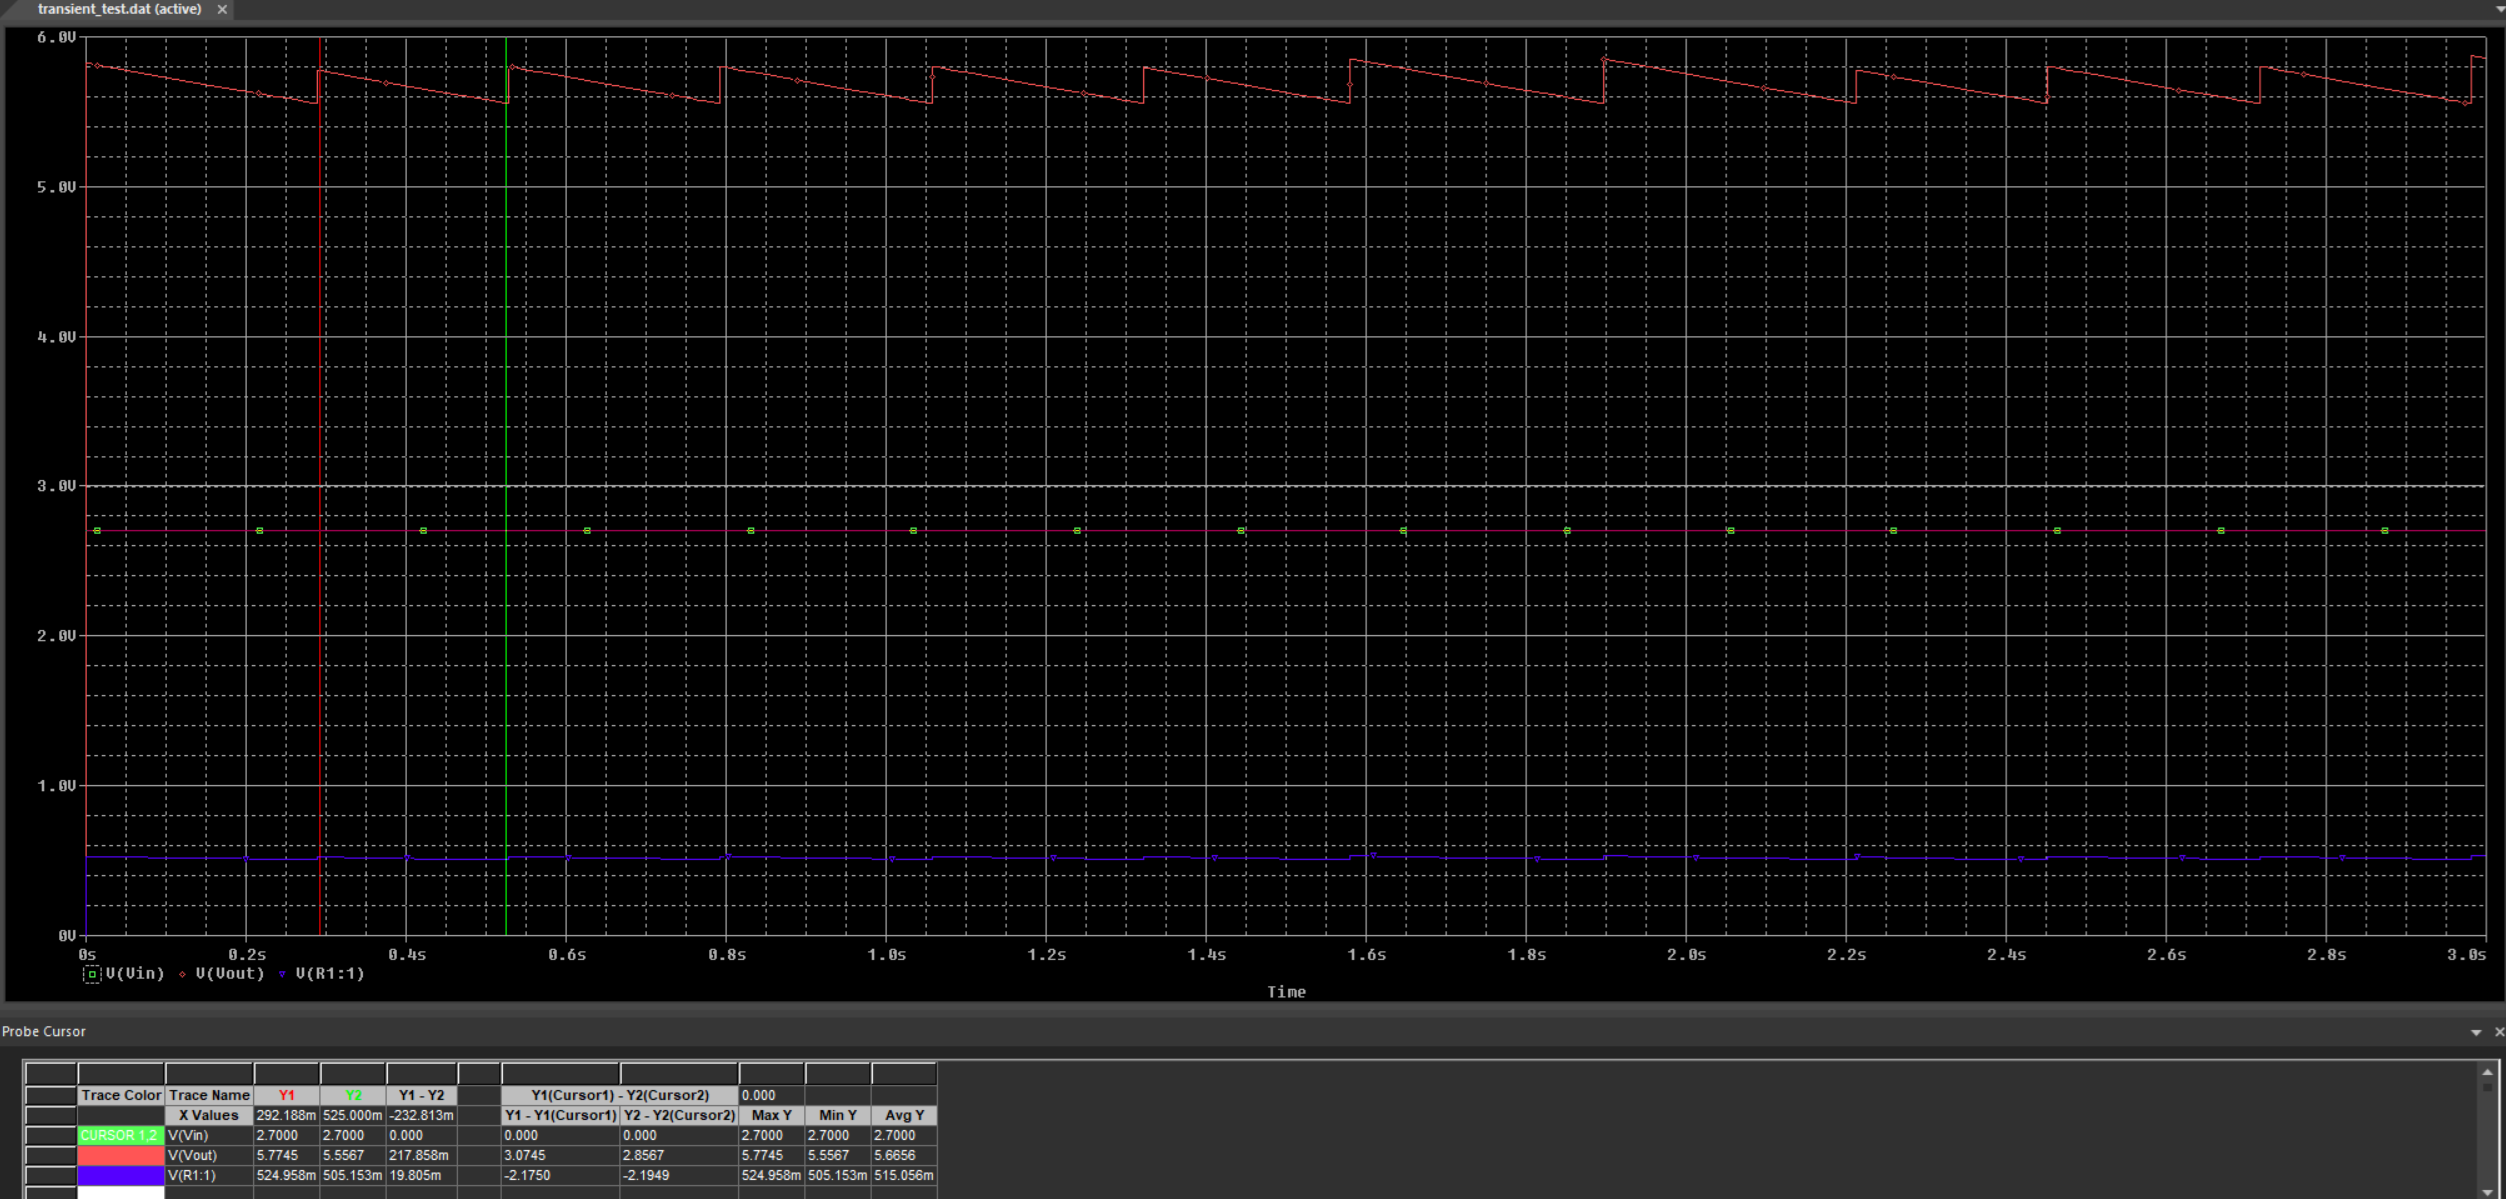 transient_test.dat (active)
6.0V
5.0V
4.0V
3.0V
2.0V
1.0V
0V
0s 0.2s 0.4s 0.6s 0.8s 1.0s 1.2s 1.4s 1.6s 1.8s 2.0s 2.2s 2.4s 2.6s 2.8s 3.0s
V(Vin) V(Vout) V(R1:1)
Time
Probe Cursor
Trace Color Trace Name Y1 Y2 Y1 - Y2 Y1(Cursor1) - Y2(Cursor2) 0.000
X Values 292.188m 525.000m -232.813m Y1 - Y1(Cursor1) Y2 - Y2(Cursor2) Max Y Min Y Avg Y
CURSOR 1,2 V(Vin) 2.7000 2.7000 0.000 0.000 0.000 2.7000 2.7000 2.7000
V(Vout) 5.7745 5.5567 217.858m 3.0745 2.8567 5.7745 5.5567 5.6656
V(R1:1) 524.958m 505.153m 19.805m -2.1750 -2.1949 524.958m 505.153m 515.056m